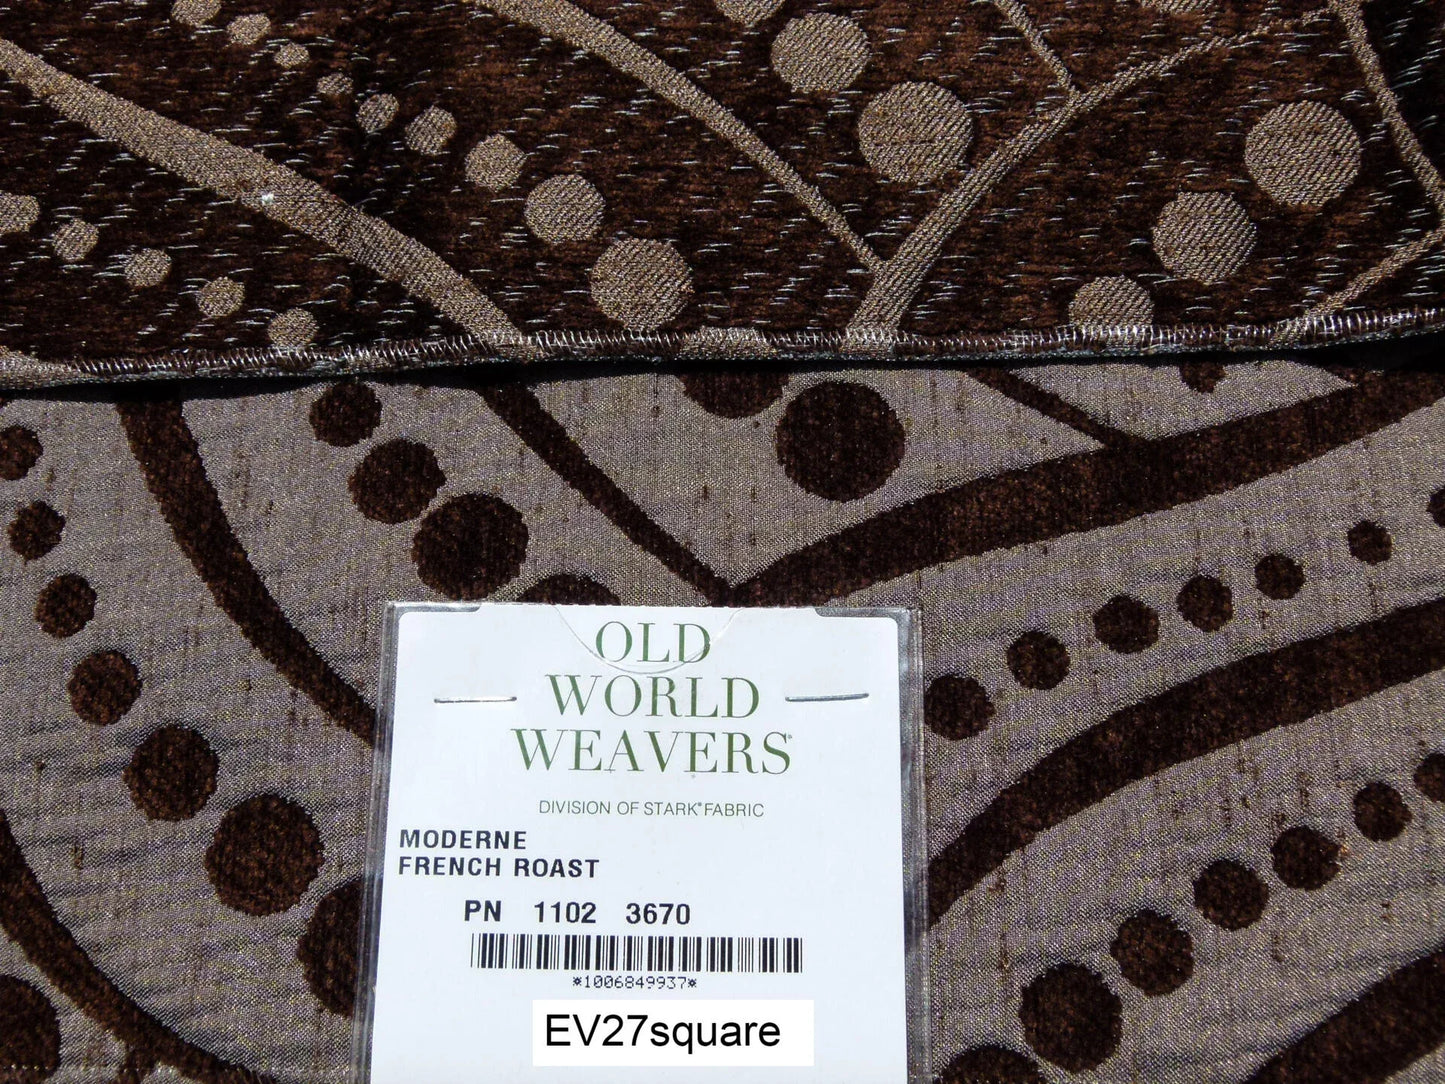 OLD
WORLD
WEAVERS
DIVISION OF STARK® FABRIC
MODERNE
FRENCH ROAST
PN 1102 3670
*1006849937*
EV27square